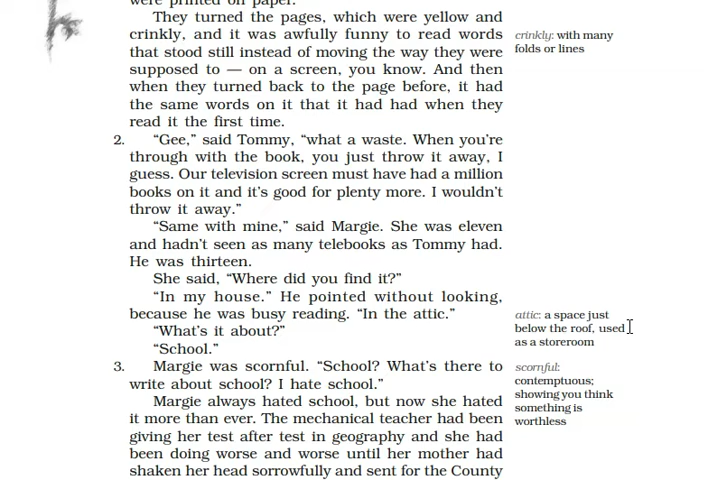 were printed on paper.
They turned the pages, which were yellow and
crinkly, and it was awfully funny to read words
that stood still instead of moving the way they were
supposed to — on a screen, you know. And then
when they turned back to the page before, it had
the same words on it that it had had when they
read it the first time.
crinkly: with many
folds or lines
2. “Gee,” said Tommy, “what a waste. When you’re
through with the book, you just throw it away, I
guess. Our television screen must have had a million
books on it and it’s good for plenty more. I wouldn’t
throw it away.”
“Same with mine,” said Margie. She was eleven
and hadn’t seen as many telebooks as Tommy had.
He was thirteen.
She said, “Where did you find it?”
“In my house.” He pointed without looking,
because he was busy reading. “In the attic.”
“What’s it about?”
“School.”
attic: a space just
below the roof, used
as a storeroom
3. Margie was scornful. “School? What’s there to
write about school? I hate school.”
Margie always hated school, but now she hated
it more than ever. The mechanical teacher had been
giving her test after test in geography and she had
been doing worse and worse until her mother had
shaken her head sorrowfully and sent for the County
scornful:
contemptuous;
showing you think
something is
worthless